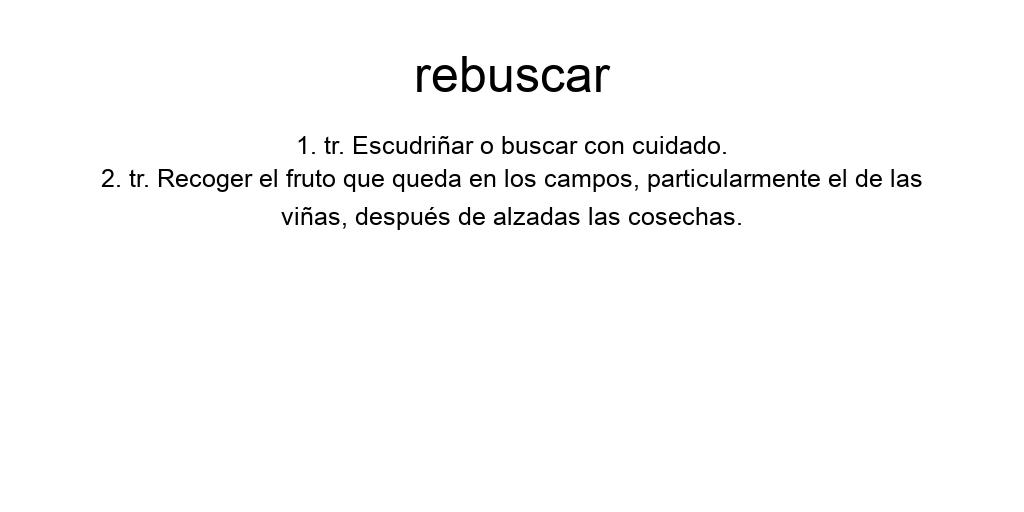 rebuscar
1. tr. Escudriñar o buscar con cuidado.
2. tr. Recoger el fruto que queda en los campos, particularmente el de las
viñas, después de alzadas las cosechas.